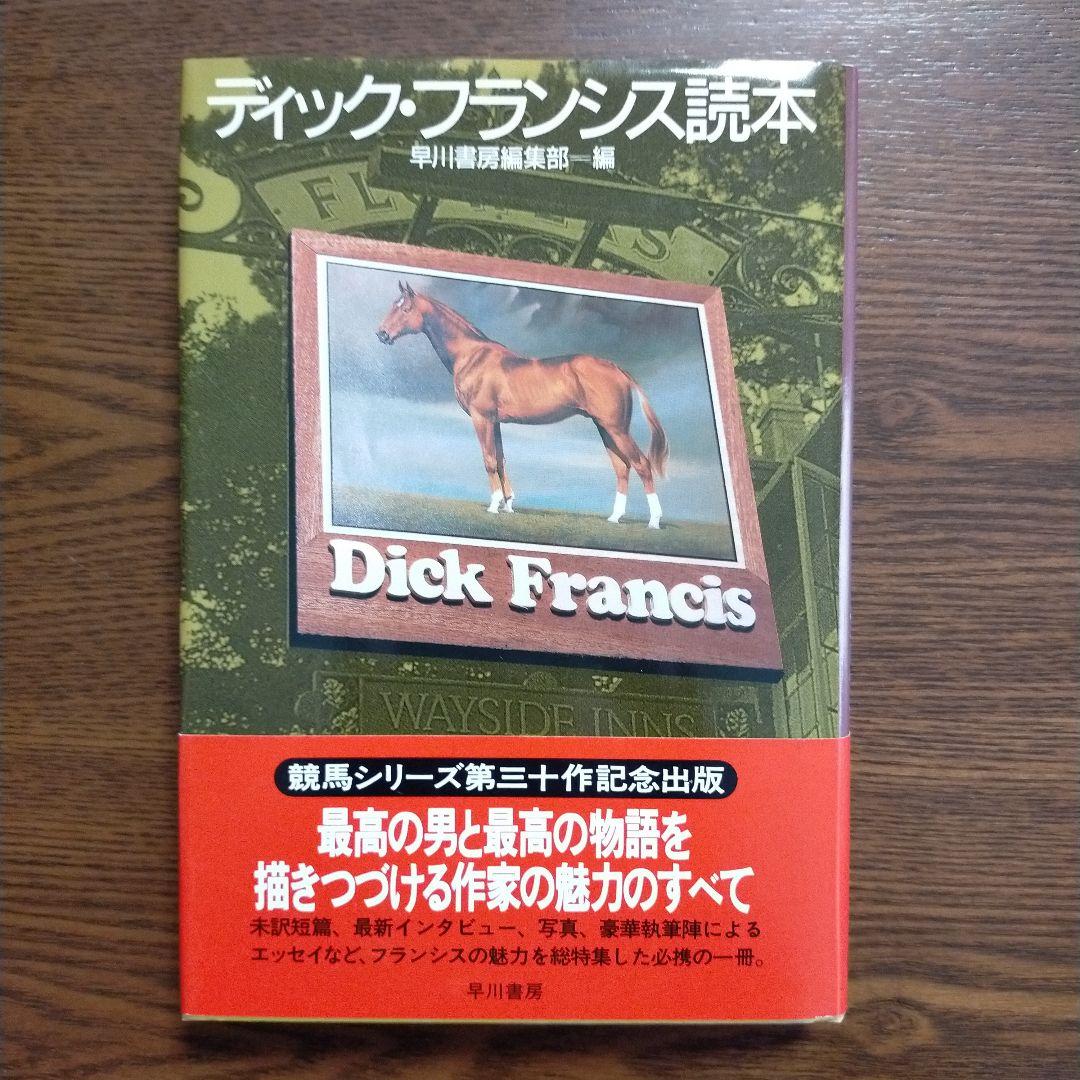 ディック・フランシス読本
早川書房編集部—編
Dick Francis
WAYSIDE INNS
競馬シリーズ第三十作記念出版
最高の男と最高の物語を
描きつづける作家の魅力のすべて
未訳短篇、最新インタビュー、写真、豪華執筆陣による
エッセイなど、フランシスの魅力を総特集した必携の一冊。
早川書房